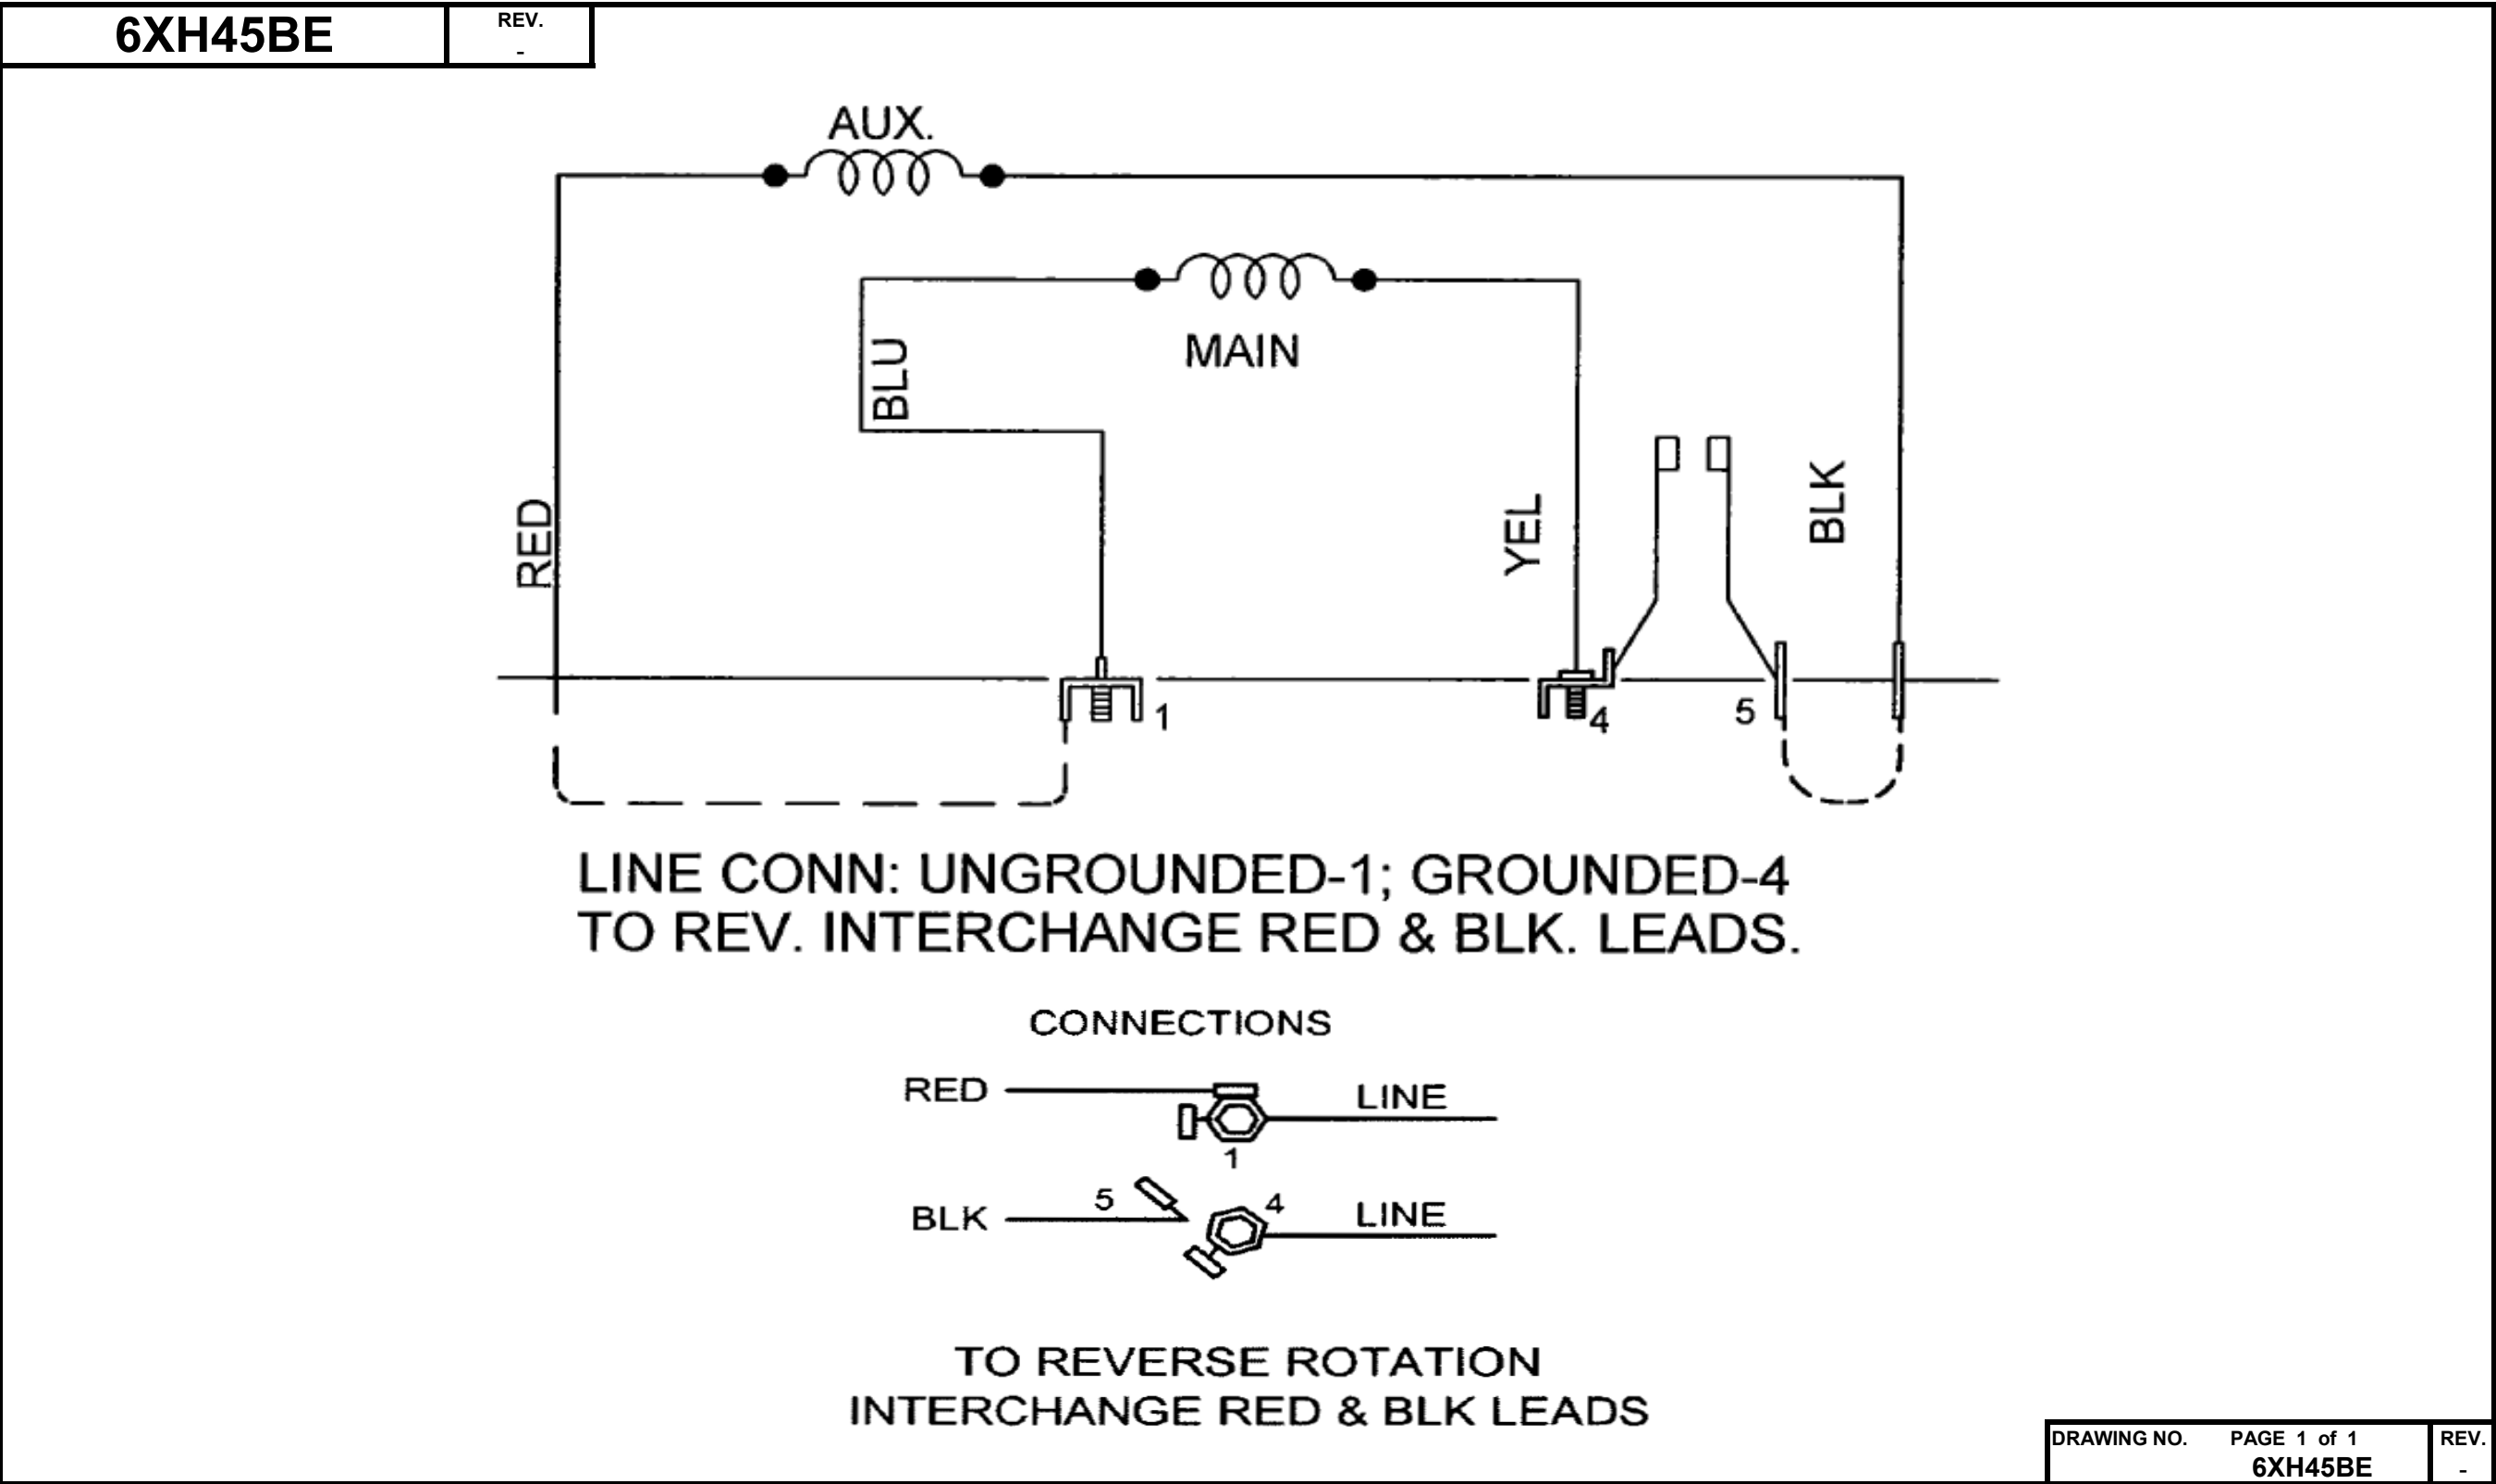 6XH45BE
REV.
-
AUX.
MAIN
BLU
RED
YEL
BLK
1
4
5
LINE CONN: UNGROUNDED-1; GROUNDED-4
TO REV. INTERCHANGE RED & BLK. LEADS.
CONNECTIONS
RED LINE
1
BLK 5 4 LINE
TO REVERSE ROTATION
INTERCHANGE RED & BLK LEADS
DRAWING NO. PAGE 1 of 1 REV.
6XH45BE -